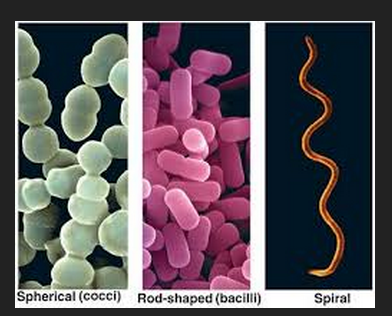 Spherical (cocci)
Rod-shaped (bacilli)
Spiral